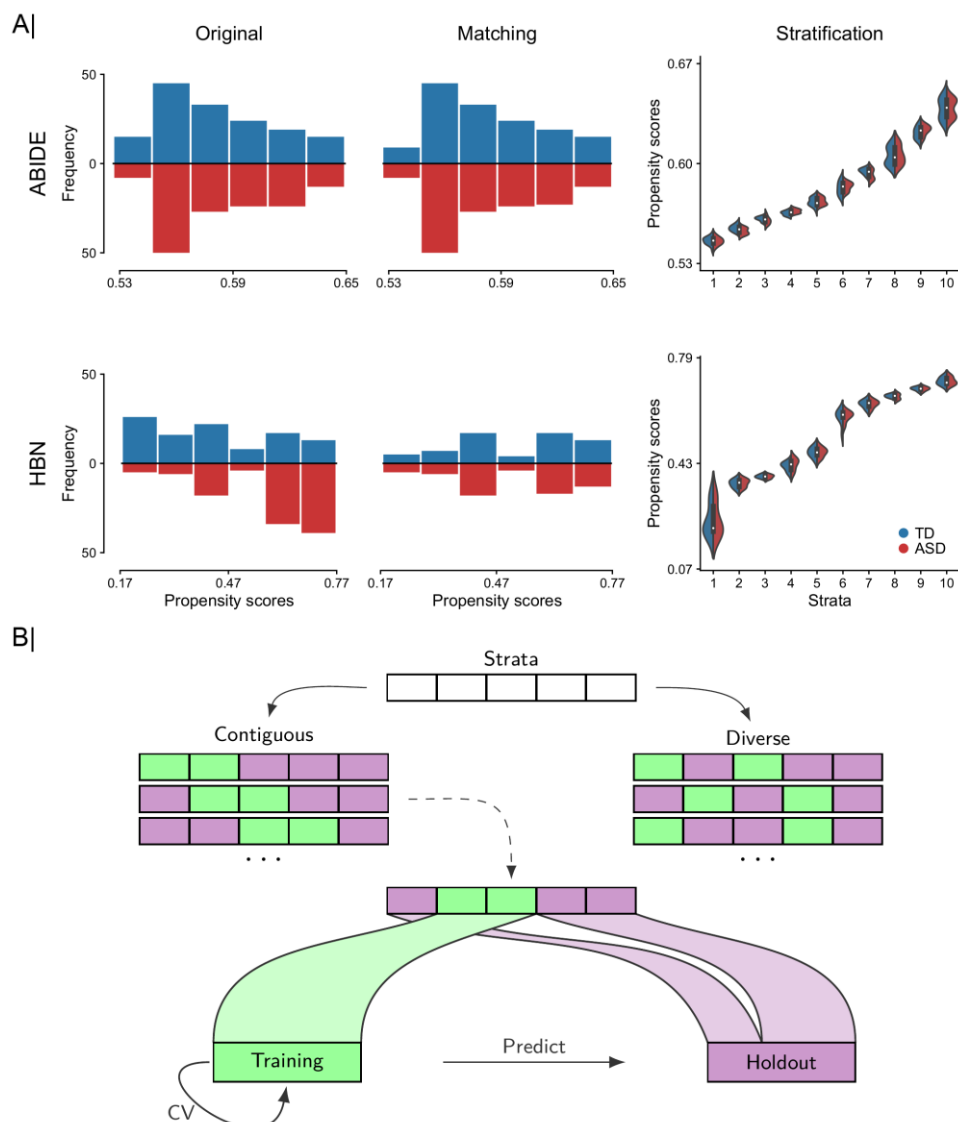 A|
Original Matching Stratification
ABIDE
Frequency
50
0
50
0.53 0.59 0.65
0.53 0.59 0.65
Propensity scores
0.67
0.60
0.53
1 2 3 4 5 6 7 8 9 10
HBN
Frequency
50
0
50
0.17 0.47 0.77
Propensity scores
0.17 0.47 0.77
Propensity scores
Propensity scores
0.79
0.43
0.07
TD
ASD
1 2 3 4 5 6 7 8 9 10
Strata
B|
Strata
Contiguous
Diverse
. . .
. . .
Training
Predict
Holdout
CV